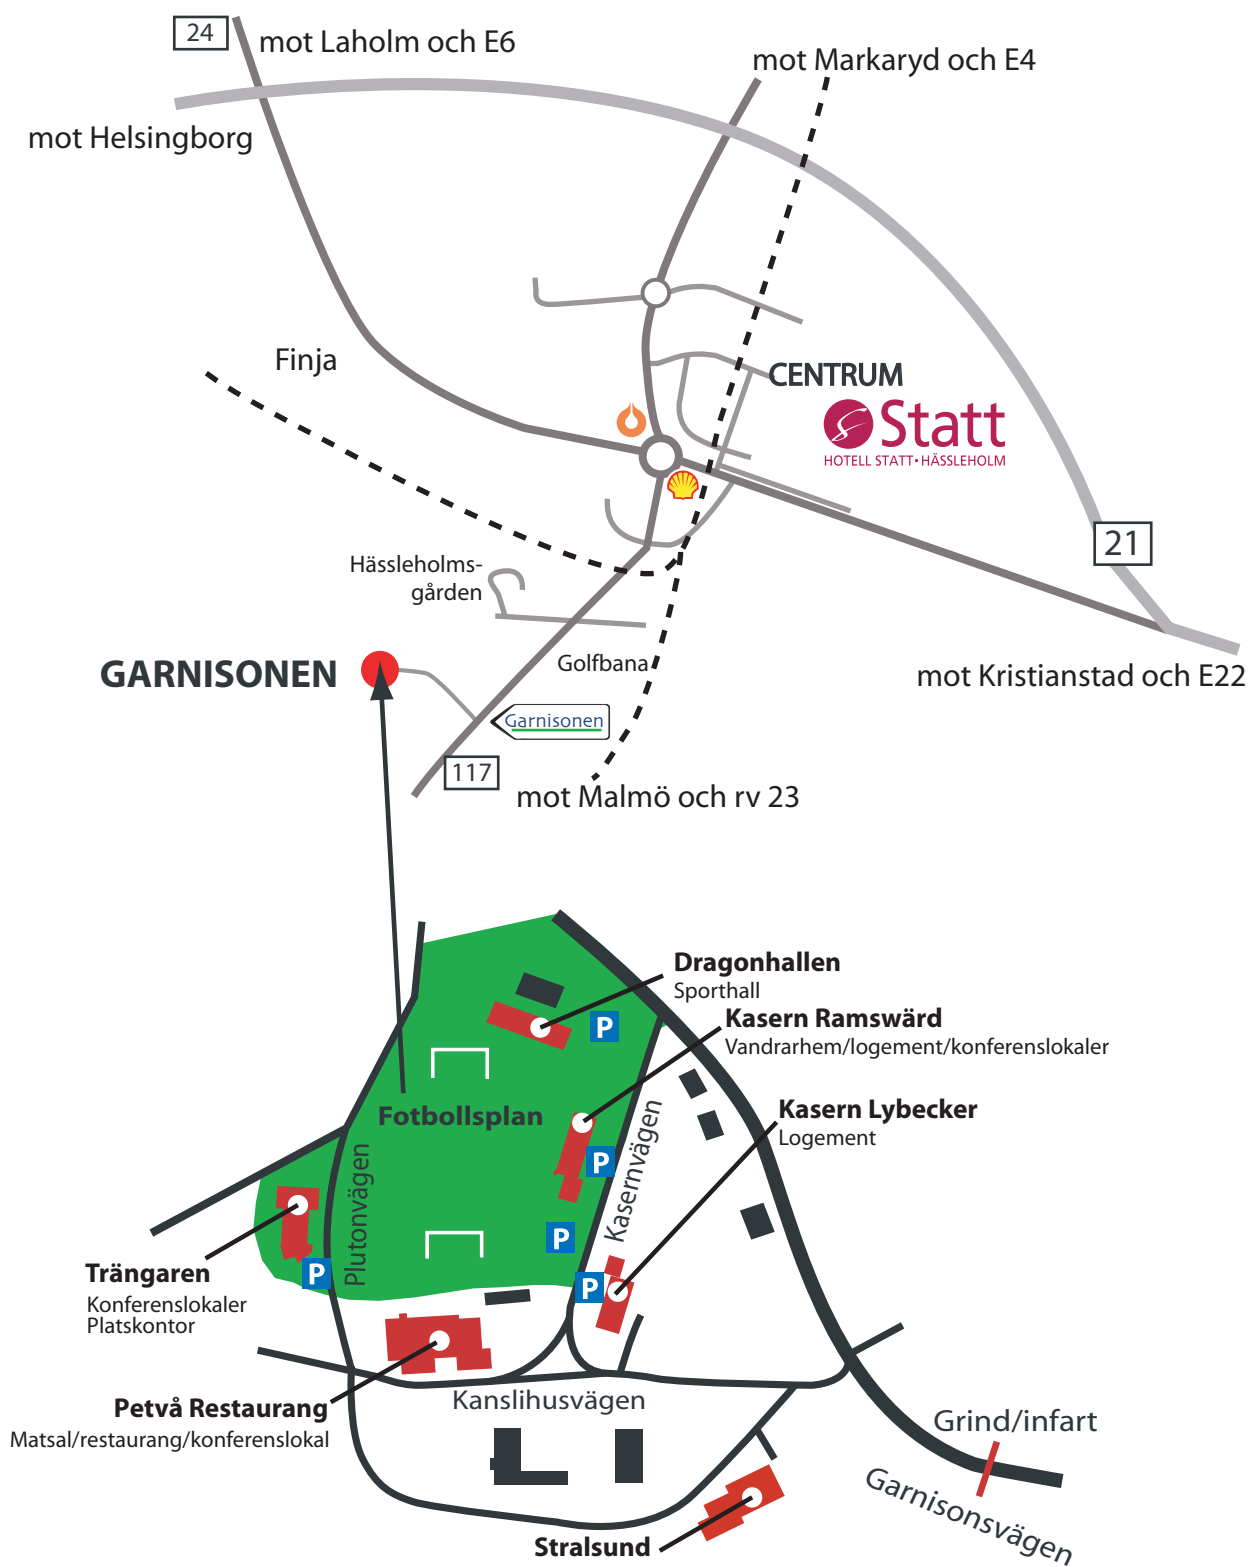 24
mot Laholm och E6
mot Markaryd och E4
mot Helsingborg
Finja
CENTRUM
Statt
HOTELL STATT•HÄSSLEHOLM
21
Hässleholms-
gården
Golfbana
GARNISONEN
mot Kristianstad och E22
Garnisonen
117
mot Malmö och rv 23
Dragonhallen
Sporthall
P
Kasern Ramswärd
Vandrarhem/logement/konferenslokaler
Fotbollsplan
Kasern Lybecker
Logement
P
Plutonvägen
Kasernvägen
P
Trängaren
Konferenslokaler
Platskontor
P
P
Petvå Restaurang
Matsal/restaurang/konferenslokal
Kanslihusvägen
Grind/infart
Garnisonsvägen
Stralsund